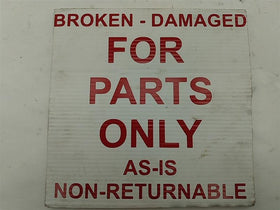 BROKEN - DAMAGED
FOR
PARTS
ONLY
AS-IS
NON-RETURNABLE